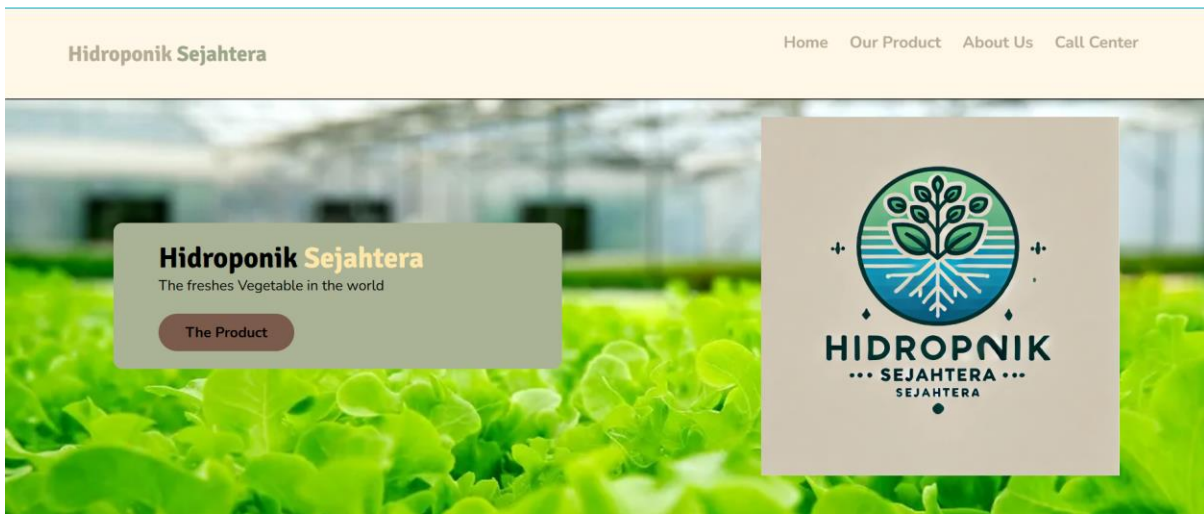 Hidroponik Sejahtera
Home Our Product About Us Call Center
Hidroponik Sejahtera
The freshes Vegetable in the world
The Product
HIDROPNIK
SEJAHTERA
SEJAHTERA